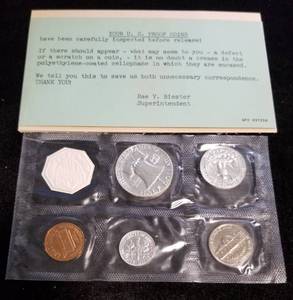 YOUR U. S. PROOF COINS
have been carefully inspected before release!
If there should appear - what may seem to you - a defect
or a scratch on a coin, - it is no doubt a crease in the
polyethylene-coated cellophane in which they are encased.
We tell you this to save us both unnecessary correspondence.
THANK YOU!
Rae V. Biester
Superintendent